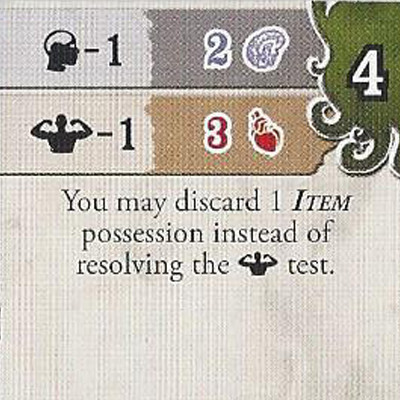 -1 2 4
-1 3
You may discard 1 ITEM
possession instead of
resolving the test.